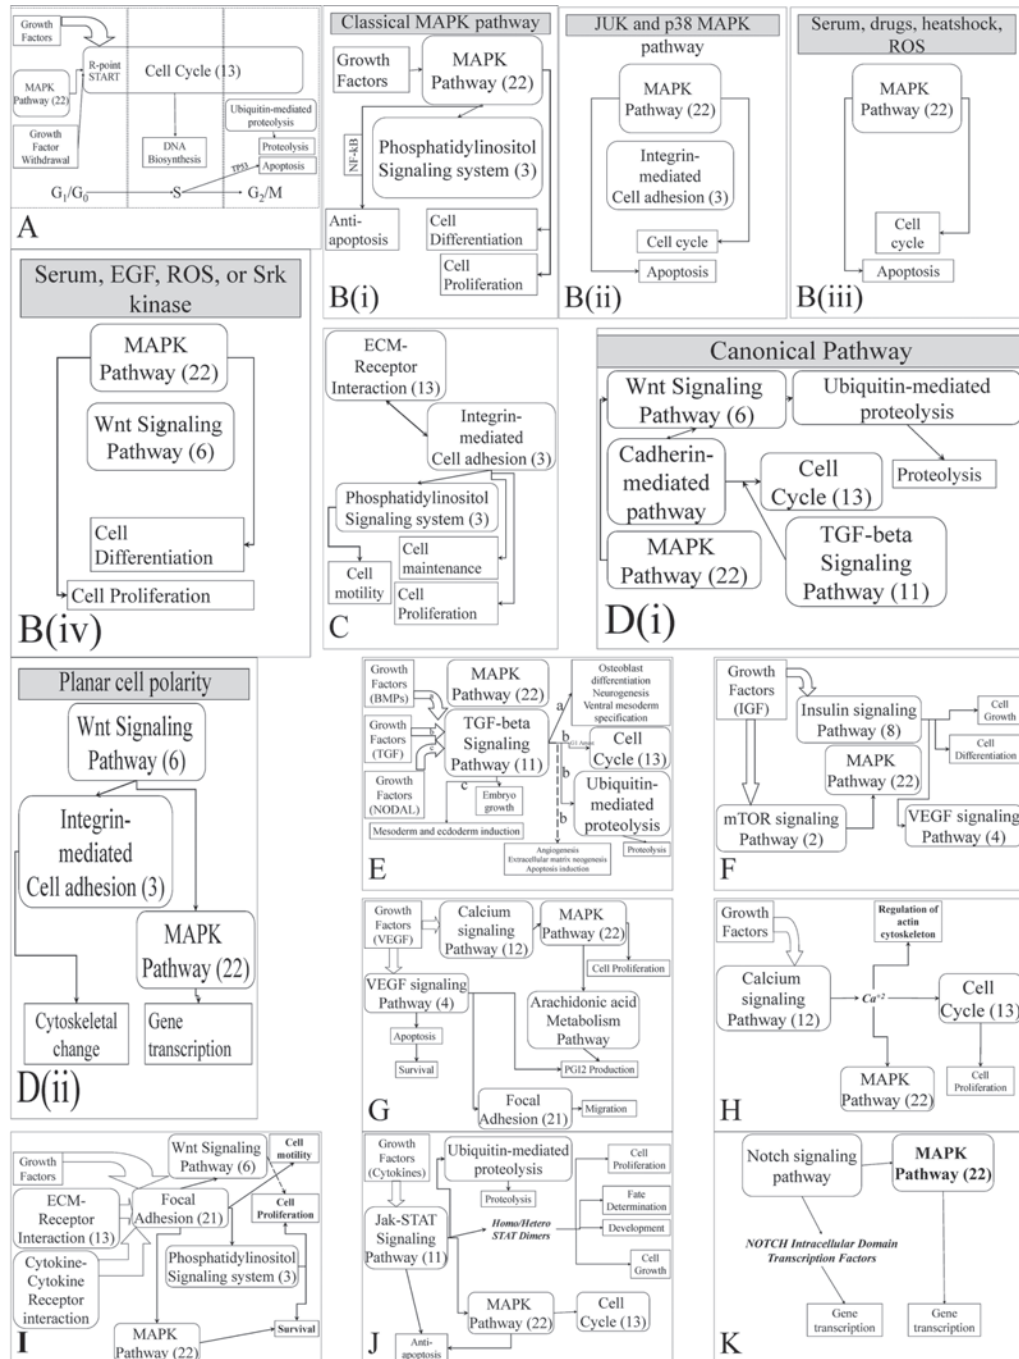 Growth
Factors
R-point
START
Cell Cycle (13)
MAPK
Pathway (22)
Growth
Factor
Withdrawal
DNA
Biosynthesis
Ubiquitin-mediated
proteolysis
Proteolysis
TP53
Apoptosis
G1/G0
S
G2/M
A
Classical MAPK pathway
Growth
Factors
MAPK
Pathway (22)
NF-kB
Phosphatidylinositol
Signaling system (3)
Anti-
apoptosis
Cell
Differentiation
Cell
Proliferation
B(i)
JUK and p38 MAPK
pathway
MAPK
Pathway (22)
Integrin-
mediated
Cell adhesion (3)
Cell cycle
Apoptosis
B(ii)
Serum, drugs, heatshock,
ROS
MAPK
Pathway (22)
Cell
cycle
Apoptosis
B(iii)
Serum, EGF, ROS, or Srk
kinase
MAPK
Pathway (22)
Wnt Signaling
Pathway (6)
Cell
Differentiation
Cell Proliferation
B(iv)
ECM-
Receptor
Interaction (13)
Integrin-
mediated
Cell adhesion (3)
Phosphatidylinositol
Signaling system (3)
Cell
maintenance
Cell
motility
Cell
Proliferation
C
Canonical Pathway
Wnt Signaling
Pathway (6)
Ubiquitin-mediated
proteolysis
Cadherin-
mediated
pathway
Cell
Cycle (13)
Proteolysis
MAPK
Pathway (22)
TGF-beta
Signaling
Pathway (11)
D(i)
Planar cell polarity
Wnt Signaling
Pathway (6)
Integrin-
mediated
Cell adhesion (3)
MAPK
Pathway (22)
Cytoskeletal
change
Gene
transcription
D(ii)
Growth
Factors
(BMPs)
a
MAPK
Pathway (22)
Osteoblast
differentiation
Neurogenesis
Ventral mesoderm
specification
a
Growth
Factors
(TGF)
b
TGF-beta
Signaling
Pathway (11)
b
G1 Arrest
Cell
Cycle (13)
Growth
Factors
(NODAL)
c
c
Embryo
growth
b
Ubiquitin-
mediated
proteolysis
b
Mesoderm and ecdoderm induction
Angiogenesis
Extracellular matrix neogenesis
Apoptosis induction
Proteolysis
E
Growth
Factors
(IGF)
Insulin signaling
Pathway (8)
Cell
Growth
Cell
Differentiation
MAPK
Pathway (22)
mTOR signaling
Pathway (2)
VEGF signaling
Pathway (4)
F
Growth
Factors
(VEGF)
Calcium
signaling
Pathway (12)
MAPK
Pathway (22)
Cell Proliferation
VEGF signaling
Pathway (4)
Arachidonic acid
Metabolism
Pathway
Apoptosis
Survival
PGI2 Production
Focal
Adhesion (21)
Migration
G
Growth
Factors
Regulation of
actin
cytoskeleton
Calcium
signaling
Pathway (12)
Ca+2
Cell
Cycle (13)
MAPK
Pathway (22)
Cell
Proliferation
H
Growth
Factors
Wnt Signaling
Pathway (6)
Cell
motility
ECM-
Receptor
Interaction (13)
Focal
Adhesion (21)
Cell
Proliferation
Cytokine-
Cytokine
Receptor
interaction
Phosphatidylinositol
Signaling system (3)
MAPK
Pathway (22)
Survival
I
Growth
Factors
(Cytokines)
Ubiquitin-mediated
proteolysis
Proteolysis
Cell
Proliferation
Fate
Determination
Jak-STAT
Signaling
Pathway (11)
Homo/Hetero
STAT Dimers
Development
Cell
Growth
MAPK
Pathway (22)
Cell
Cycle (13)
Anti-
apoptosis
J
Notch signaling
pathway
MAPK
Pathway (22)
NOTCH Intracellular Domain
Transcription Factors
Gene
transcription
Gene
transcription
K